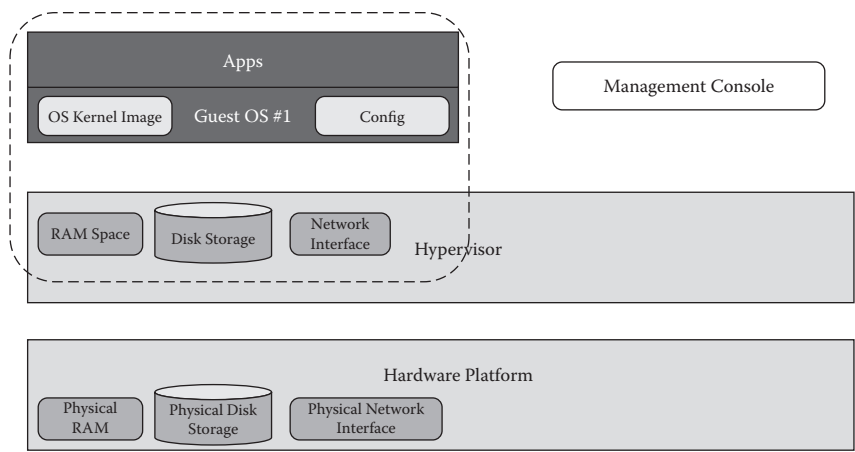 Apps
Management Console
OS Kernel Image
Guest OS #1
Config
RAM Space
Disk Storage
Network
Interface
Hypervisor
Hardware Platform
Physical
RAM
Physical Disk
Storage
Physical Network
Interface